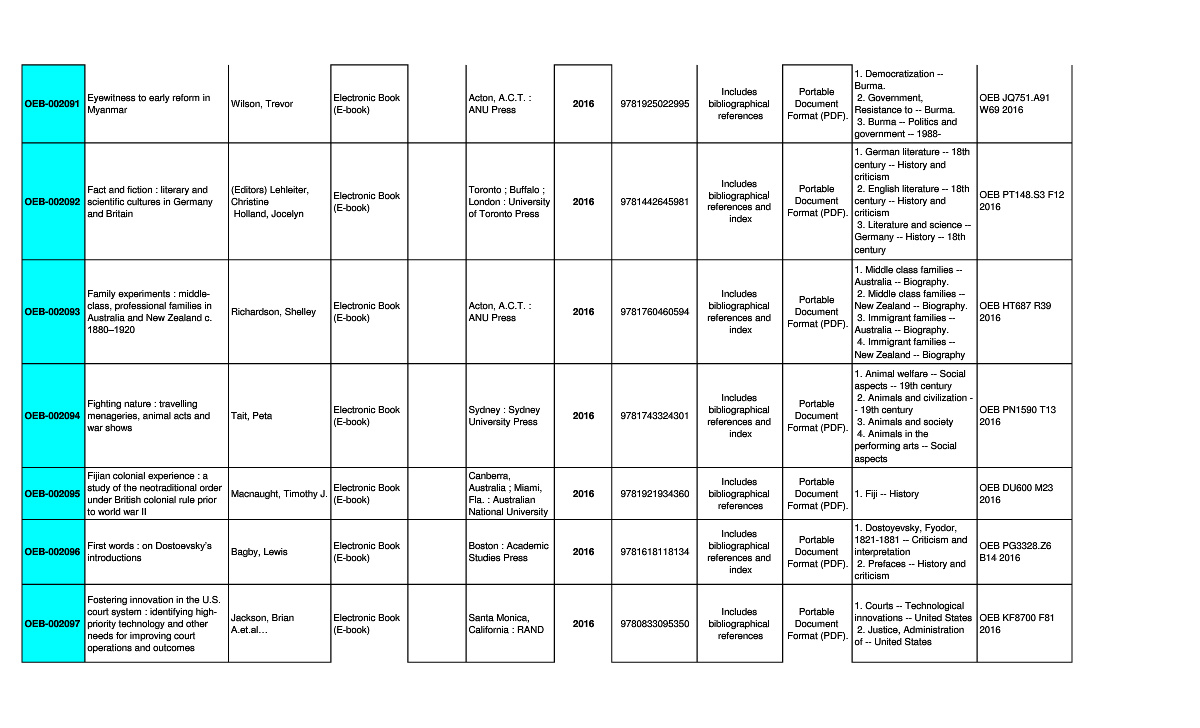 OEB-002091
Eyewitness to early reform in
Myanmar
Wilson, Trevor
Electronic Book
(E-book)
Acton, A.C.T. :
ANU Press
2016
9781925022995
Includes
bibliographical
references
Portable
Document
Format (PDF).
1. Democratization --
Burma.
2. Government,
Resistance to -- Burma.
3. Burma -- Politics and
government -- 1988-
OEB JQ751.A91
W69 2016
OEB-002092
Fact and fiction : literary and
scientific cultures in Germany
and Britain
(Editors) Lehleiter,
Christine
Holland, Jocelyn
Electronic Book
(E-book)
Toronto ; Buffalo ;
London : University
of Toronto Press
2016
9781442645981
Includes
bibliographical
references and
index
Portable
Document
Format (PDF).
1. German literature -- 18th
century -- History and
criticism
2. English literature -- 18th
century -- History and
criticism
3. Literature and science --
Germany -- History -- 18th
century
OEB PT148.S3 F12
2016
OEB-002093
Family experiments : middle-
class, professional families in
Australia and New Zealand c.
1880–1920
Richardson, Shelley
Electronic Book
(E-book)
Acton, A.C.T. :
ANU Press
2016
9781760460594
Includes
bibliographical
references and
index
Portable
Document
Format (PDF).
1. Middle class families --
Australia -- Biography.
2. Middle class families --
New Zealand -- Biography.
3. Immigrant families --
Australia -- Biography.
4. Immigrant families --
New Zealand -- Biography
OEB HT687 R39
2016
OEB-002094
Fighting nature : travelling
menageries, animal acts and
war shows
Tait, Peta
Electronic Book
(E-book)
Sydney : Sydney
University Press
2016
9781743324301
Includes
bibliographical
references and
index
Portable
Document
Format (PDF).
1. Animal welfare -- Social
aspects -- 19th century
2. Animals and civilization -
- 19th century
3. Animals and society
4. Animals in the
performing arts -- Social
aspects
OEB PN1590 T13
2016
OEB-002095
Fijian colonial experience : a
study of the neotraditional order
under British colonial rule prior
to world war II
Macnaught, Timothy J.
Electronic Book
(E-book)
Canberra,
Australia ; Miami,
Fla. : Australian
National University
2016
9781921934360
Includes
bibliographical
references
Portable
Document
Format (PDF).
1. Fiji -- History
OEB DU600 M23
2016
OEB-002096
First words : on Dostoevsky's
introductions
Bagby, Lewis
Electronic Book
(E-book)
Boston : Academic
Studies Press
2016
9781618118134
Includes
bibliographical
references and
index
Portable
Document
Format (PDF).
1. Dostoyevsky, Fyodor,
1821-1881 -- Criticism and
interpretation
2. Prefaces -- History and
criticism
OEB PG3328.Z6
B14 2016
OEB-002097
Fostering innovation in the U.S.
court system : identifying high-
priority technology and other
needs for improving court
operations and outcomes
Jackson, Brian
A.et.al…
Electronic Book
(E-book)
Santa Monica,
California : RAND
2016
9780833095350
Includes
bibliographical
references
Portable
Document
Format (PDF).
1. Courts -- Technological
innovations -- United States
2. Justice, Administration
of -- United States
OEB KF8700 F81
2016